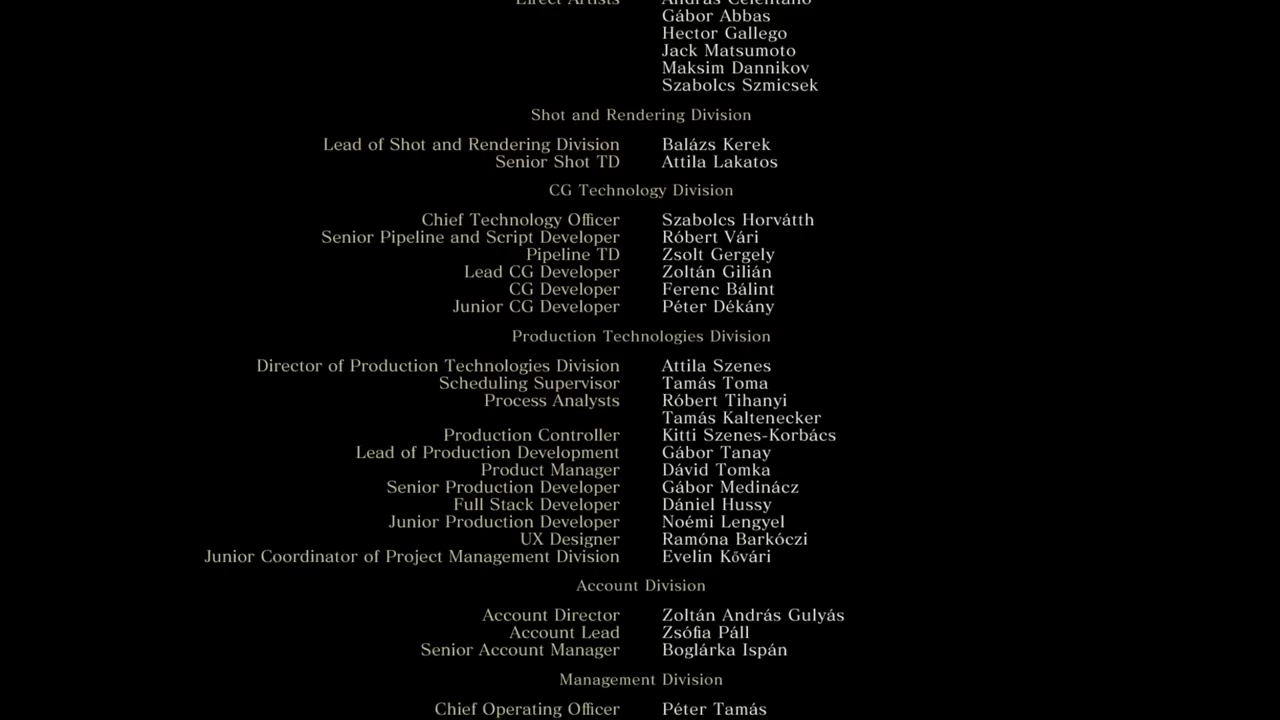 Direct Artists András Celentano
Gábor Abbas
Hector Gallego
Jack Matsumoto
Maksim Dannikov
Szabolcs Szmicsek
Shot and Rendering Division
Lead of Shot and Rendering Division Balázs Kerek
Senior Shot TD Attila Lakatos
CG Technology Division
Chief Technology Officer Szabolcs Horvátth
Senior Pipeline and Script Developer Róbert Vári
Pipeline TD Zsolt Gergely
Lead CG Developer Zoltán Gilián
CG Developer Ferenc Bálint
Junior CG Developer Péter Dékány
Production Technologies Division
Director of Production Technologies Division Attila Szenes
Scheduling Supervisor Tamás Toma
Process Analysts Róbert Tihanyi
Tamás Kaltenecker
Production Controller Kitti Szenes-Korbács
Lead of Production Development Gábor Tanay
Product Manager Dávid Tomka
Senior Production Developer Gábor Medinácz
Full Stack Developer Dániel Hussy
Junior Production Developer Noémi Lengyel
UX Designer Ramóna Barkóczi
Junior Coordinator of Project Management Division Evelin Kővári
Account Division
Account Director Zoltán András Gulyás
Account Lead Zsófia Páll
Senior Account Manager Boglárka Ispán
Management Division
Chief Operating Officer Péter Tamás